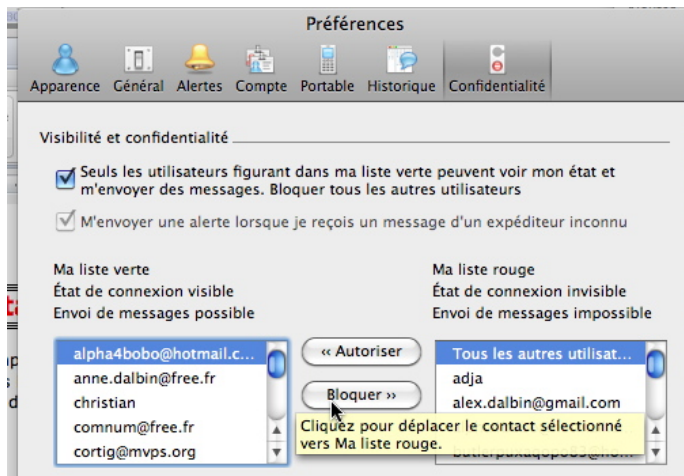 Préférences
Apparence Général Alertes Compte Portable Historique Confidentialité
Visibilité et confidentialité
Seuls les utilisateurs figurant dans ma liste verte peuvent voir mon état et
m'envoyer des messages. Bloquer tous les autres utilisateurs
M'envoyer une alerte lorsque je reçois un message d'un expéditeur inconnu
Ma liste verte
État de connexion visible
Envoi de messages possible
Ma liste rouge
État de connexion invisible
Envoi de messages impossible
alpha4bobo@hotmail.c...
anne.dalbin@free.fr
christian
comnum@free.fr
cortig@mvps.org
‹‹ Autoriser
Bloquer ››
Tous les autres utilisat...
adja
alex.dalbin@gmail.com
Cliquez pour déplacer le contact sélectionné
vers Ma liste rouge.